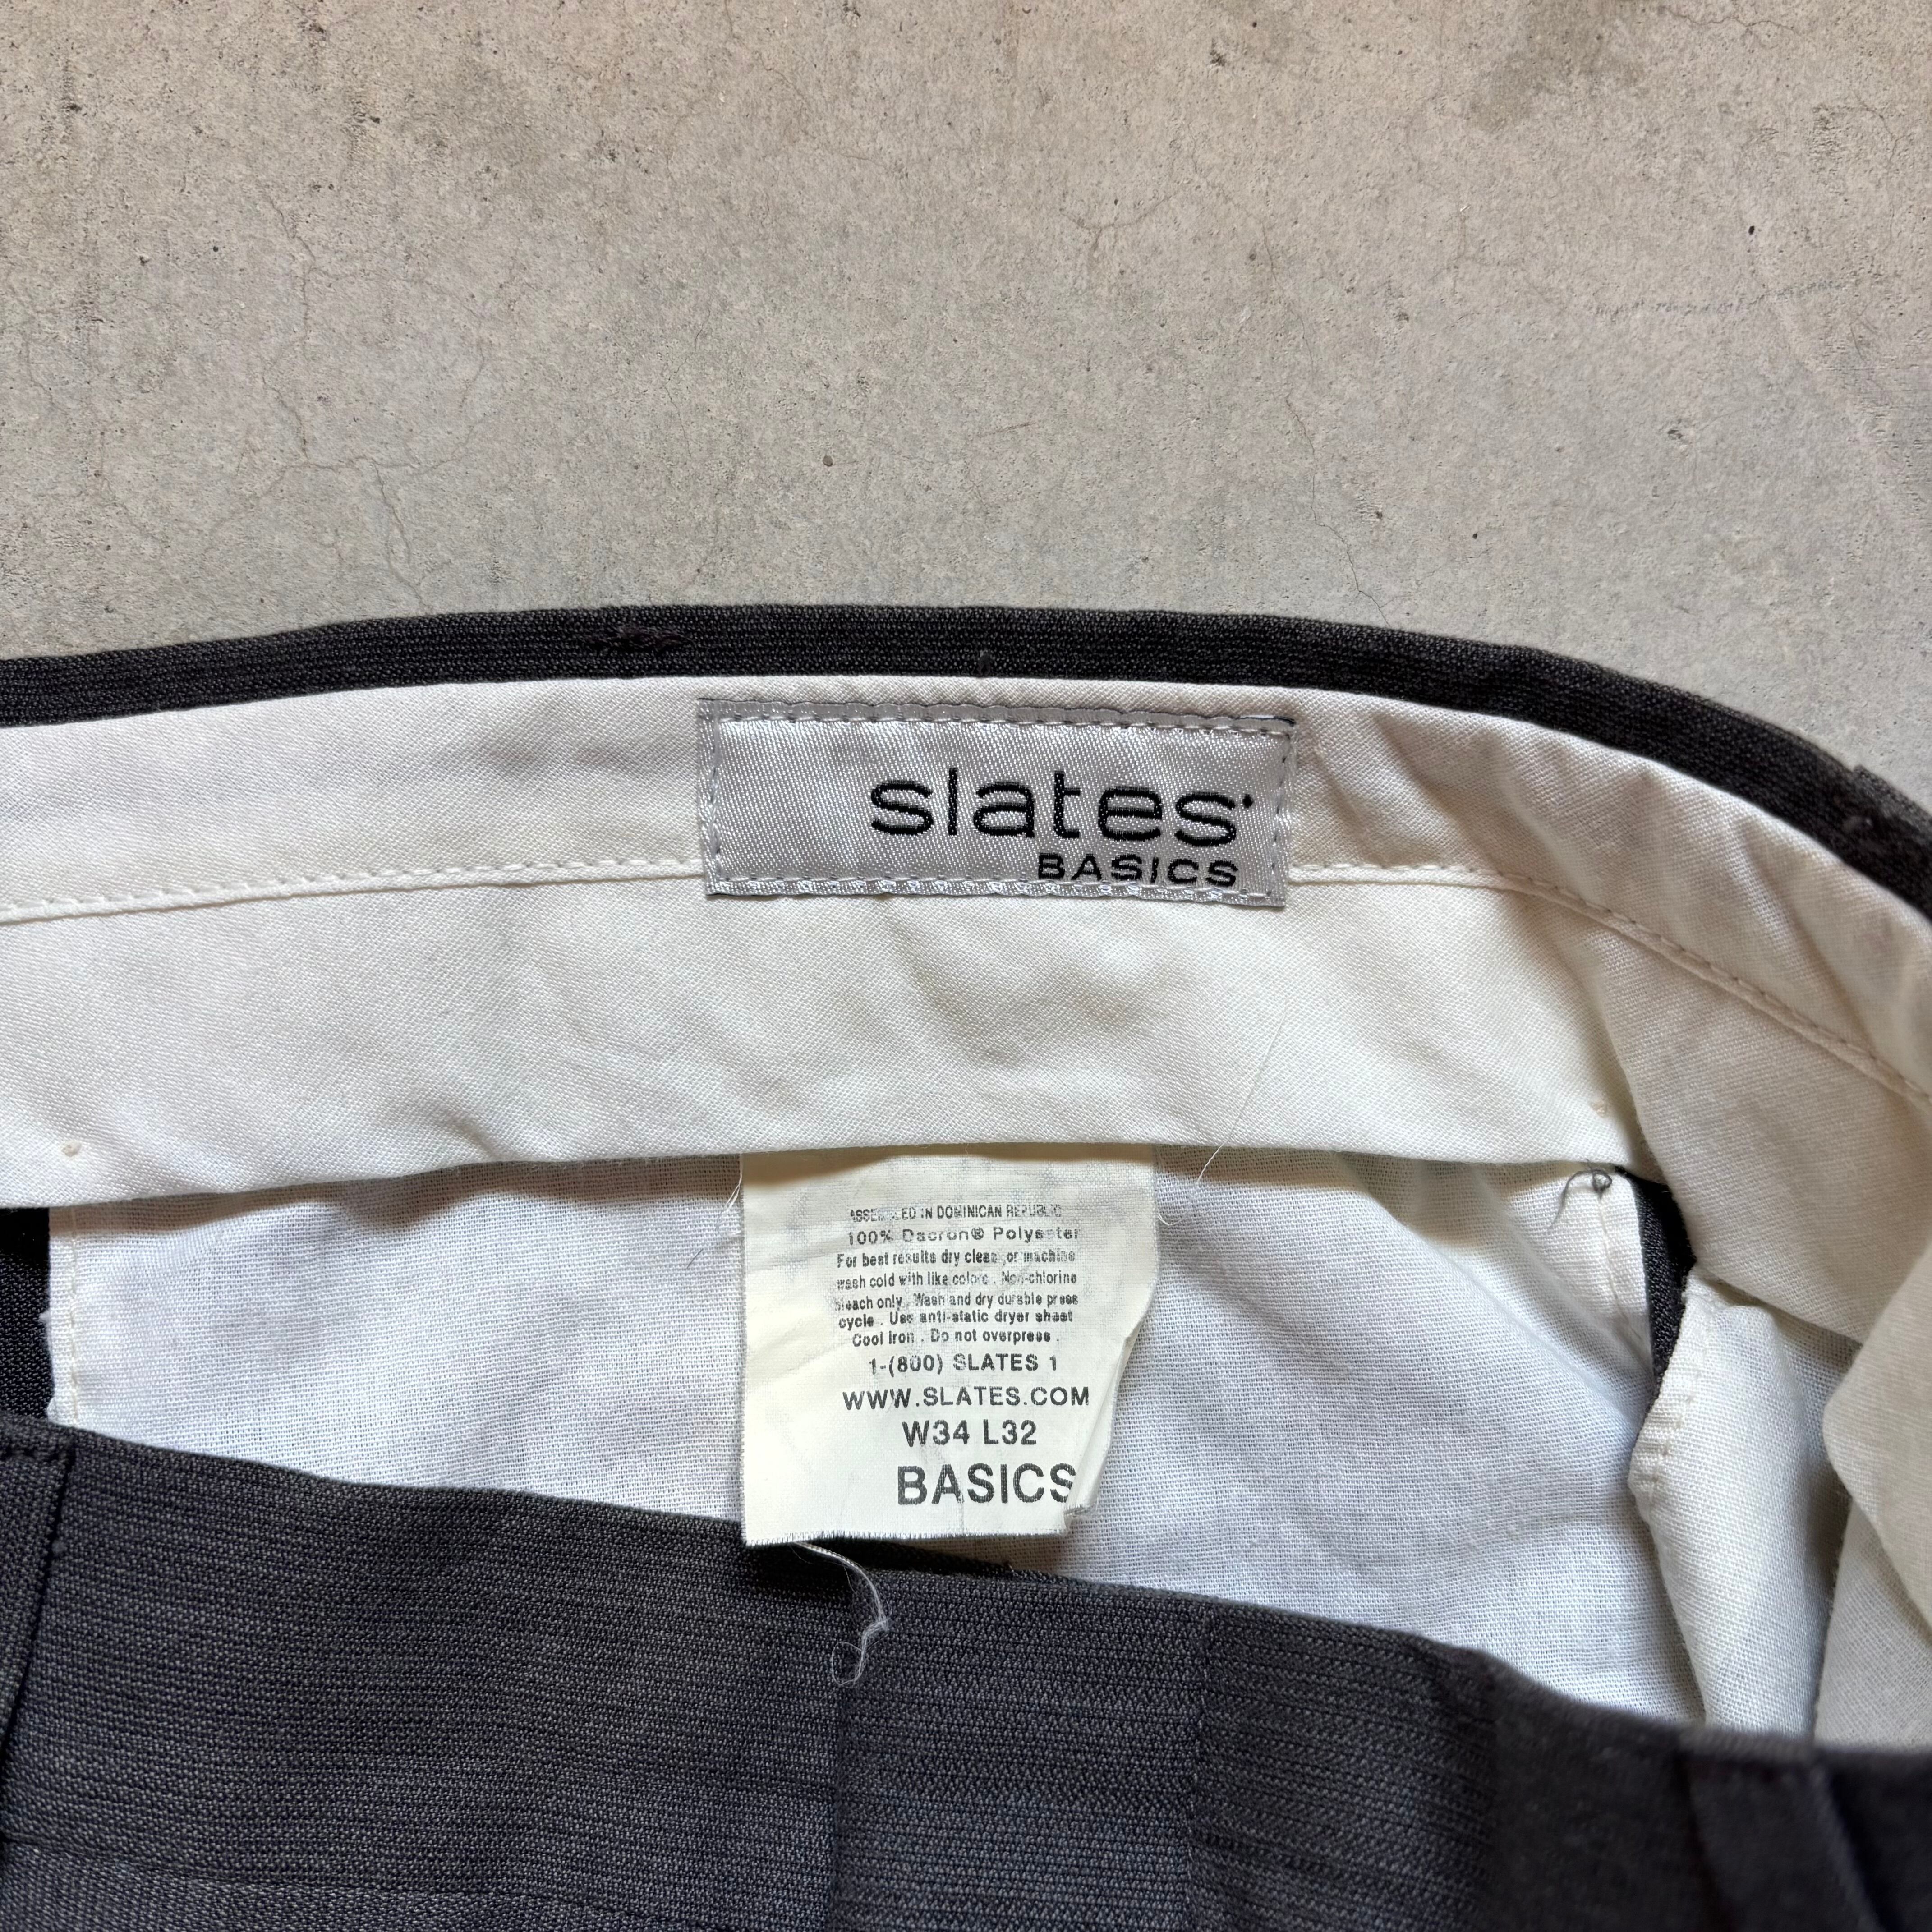 slates
BASICS
ASSEMBLED IN DOMINICAN REPUBLIC
100% Dacron® Polyester
For best results dry clean , or machine
wash cold with like colors . Non-chlorine
bleach only . Wash and dry durable press
cycle . Use anti-static dryer sheet
Cool iron . Do not overpress .
1-(800) SLATES 1
WWW.SLATES.COM
W34 L32
BASICS